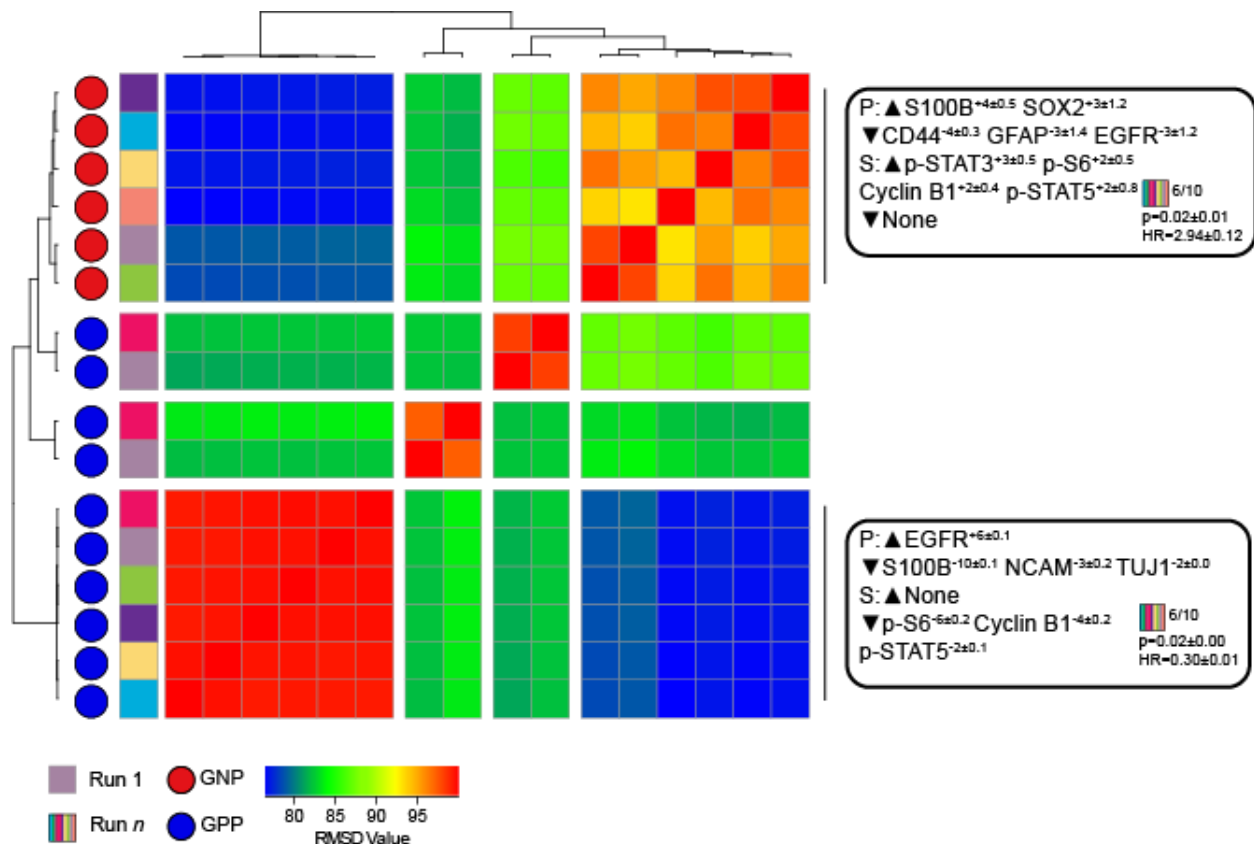 P:▲S100B+4±0.5 SOX2+3±1.2
▼CD44-4±0.3 GFAP-3±1.4 EGFR-3±1.2
S:▲p-STAT3+3±0.5 p-S6+2±0.5
Cyclin B1+2±0.4 p-STAT5+2±0.8 6/10
▼None
p=0.02±0.01
HR=2.94±0.12
P:▲EGFR+6±0.1
▼S100B-10±0.1 NCAM-3±0.2 TUJ1-2±0.0
S:▲None
▼p-S6-6±0.2 Cyclin B1-4±0.2
p-STAT5-2±0.1
6/10
p=0.02±0.00
HR=0.30±0.01
Run 1 GNP
Run n GPP
80 85 90 95
RMSD Value